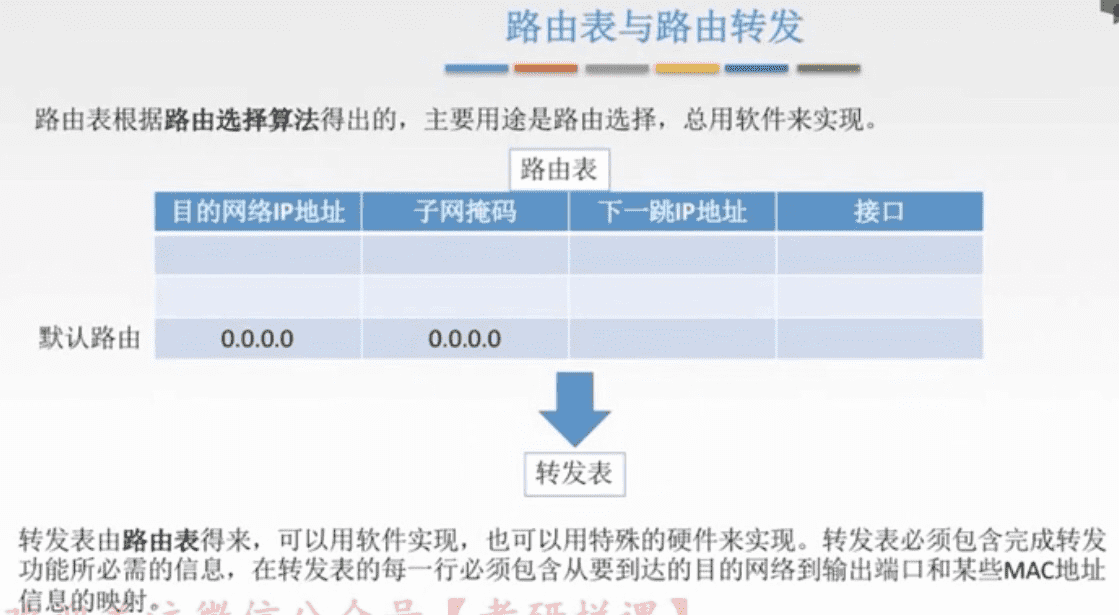 路由表与路由转发
路由表根据路由选择算法得出的，主要用途是路由选择，总用软件来实现。
路由表
目的网络IP地址 子网掩码 下一跳IP地址 接口
默认路由 0.0.0.0 0.0.0.0
转发表
转发表由路由表得来，可以用软件实现，也可以用特殊的硬件来实现。转发表必须包含完成转发
功能所必需的信息，在转发表的每一行必须包含从要到达的目的网络到输出端口和某些MAC地址
信息的映射。
微信公众号【考研